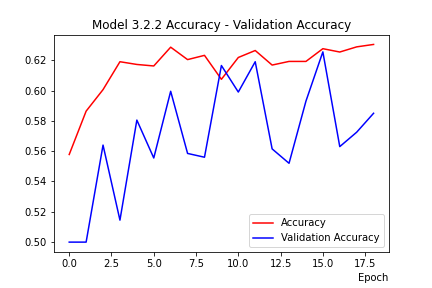 Model 3.2.2 Accuracy - Validation Accuracy
0.62
0.60
0.58
0.56
0.54
0.52
0.50
Accuracy
Validation Accuracy
0.0 2.5 5.0 7.5 10.0 12.5 15.0 17.5
Epoch